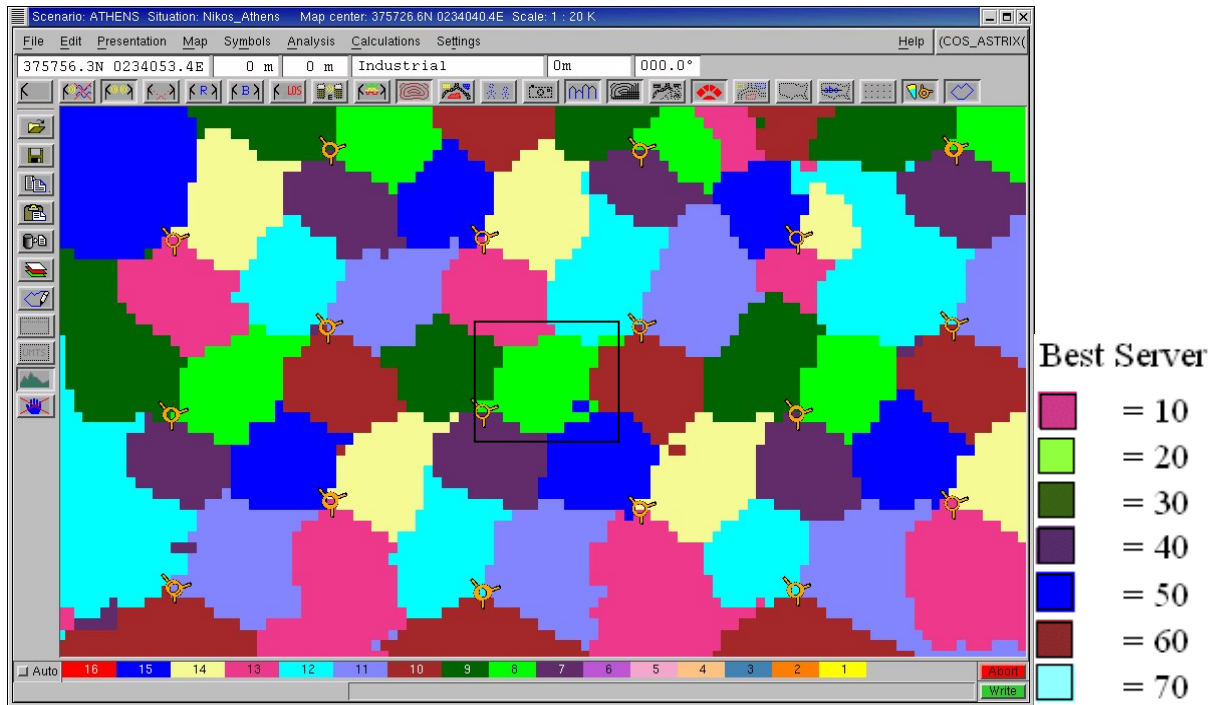 Scenario: ATHENS Situation: Nikos_Athens Map center: 375726.6N 0234040.4E Scale: 1 : 20 K
File Edit Presentation Map Symbols Analysis Calculations Settings Help (COS_ASTRIX(
375756.3N 0234053.4E 0 m 0 m Industrial 0m 000.0°
R B LOS abc
UMTS
Best Server
= 10
= 20
= 30
= 40
= 50
= 60
= 70
Auto 16 15 14 13 12 11 10 9 8 7 6 5 4 3 2 1 Abort
Write